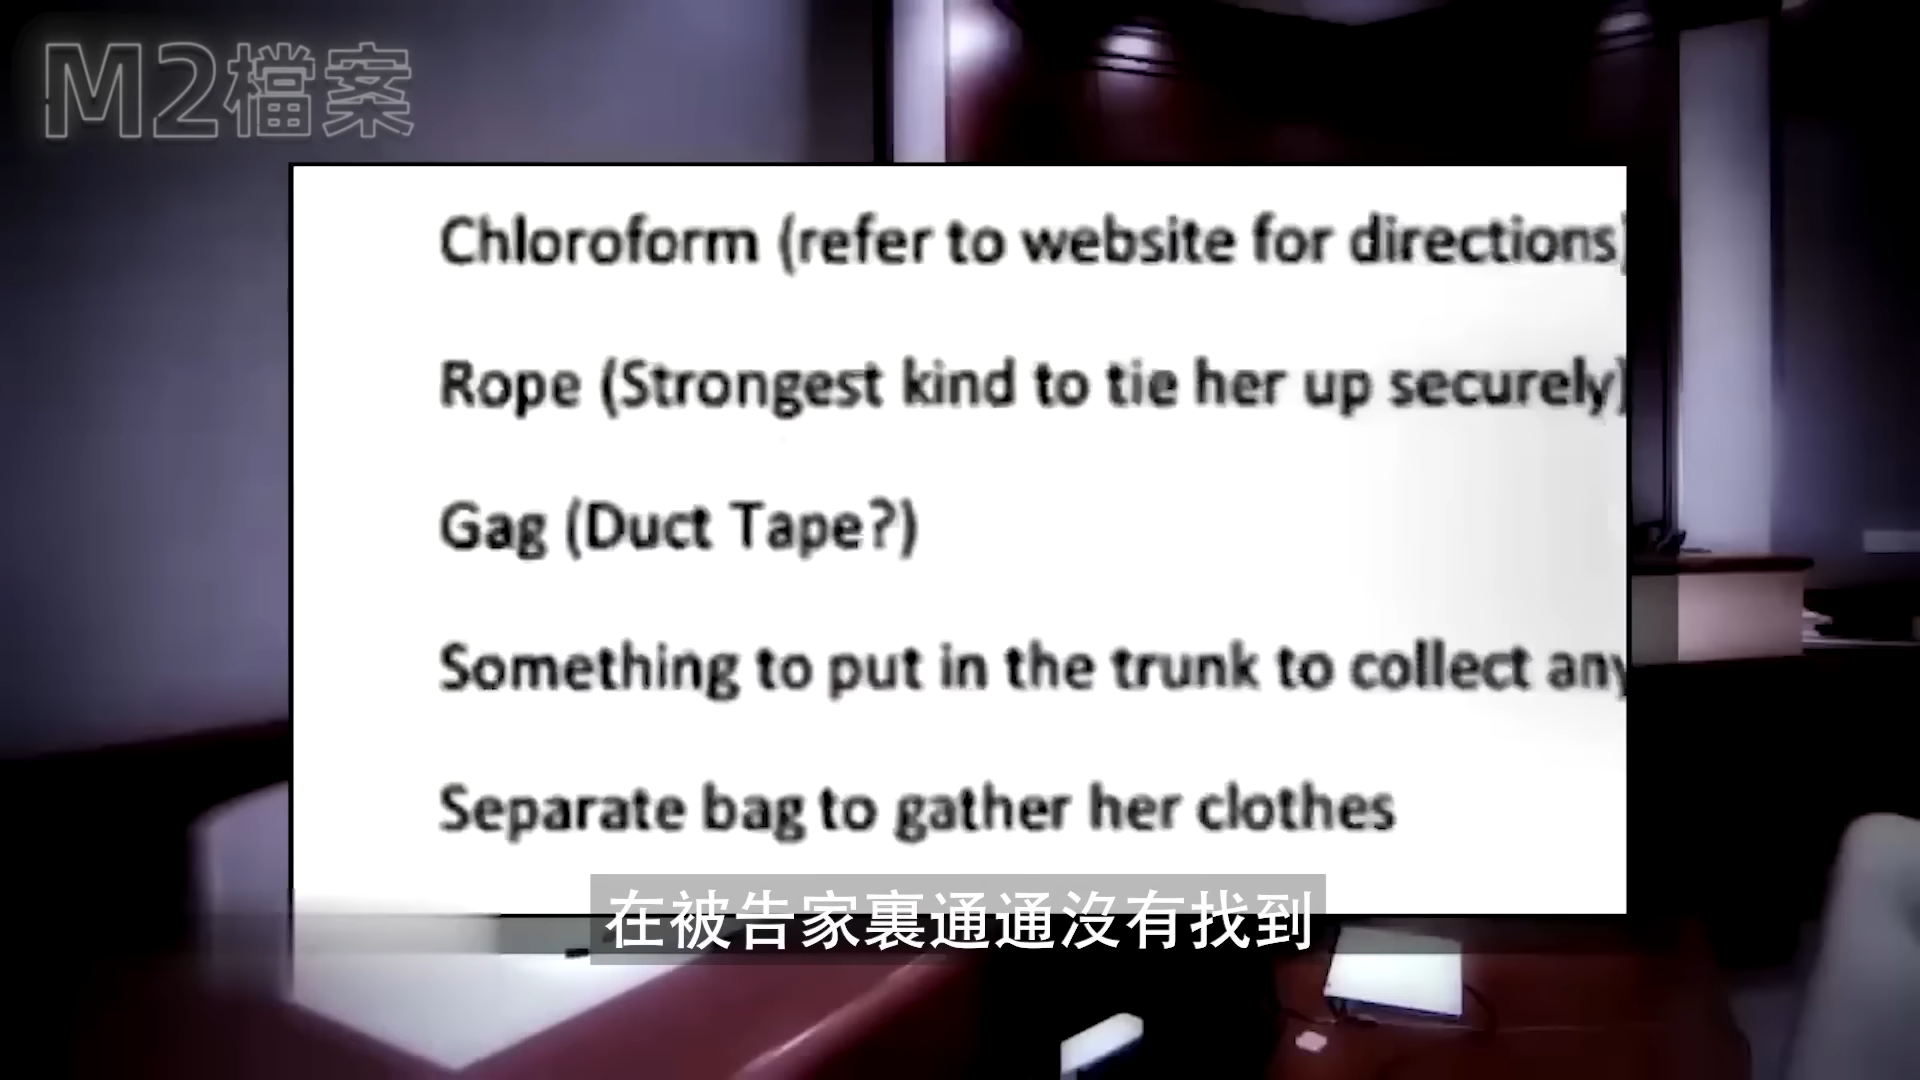 M2檔案
Chloroform (refer to website for directions)
Rope (Strongest kind to tie her up securely)
Gag (Duct Tape?)
Something to put in the trunk to collect any
Separate bag to gather her clothes
在被告家裏通通沒有找到